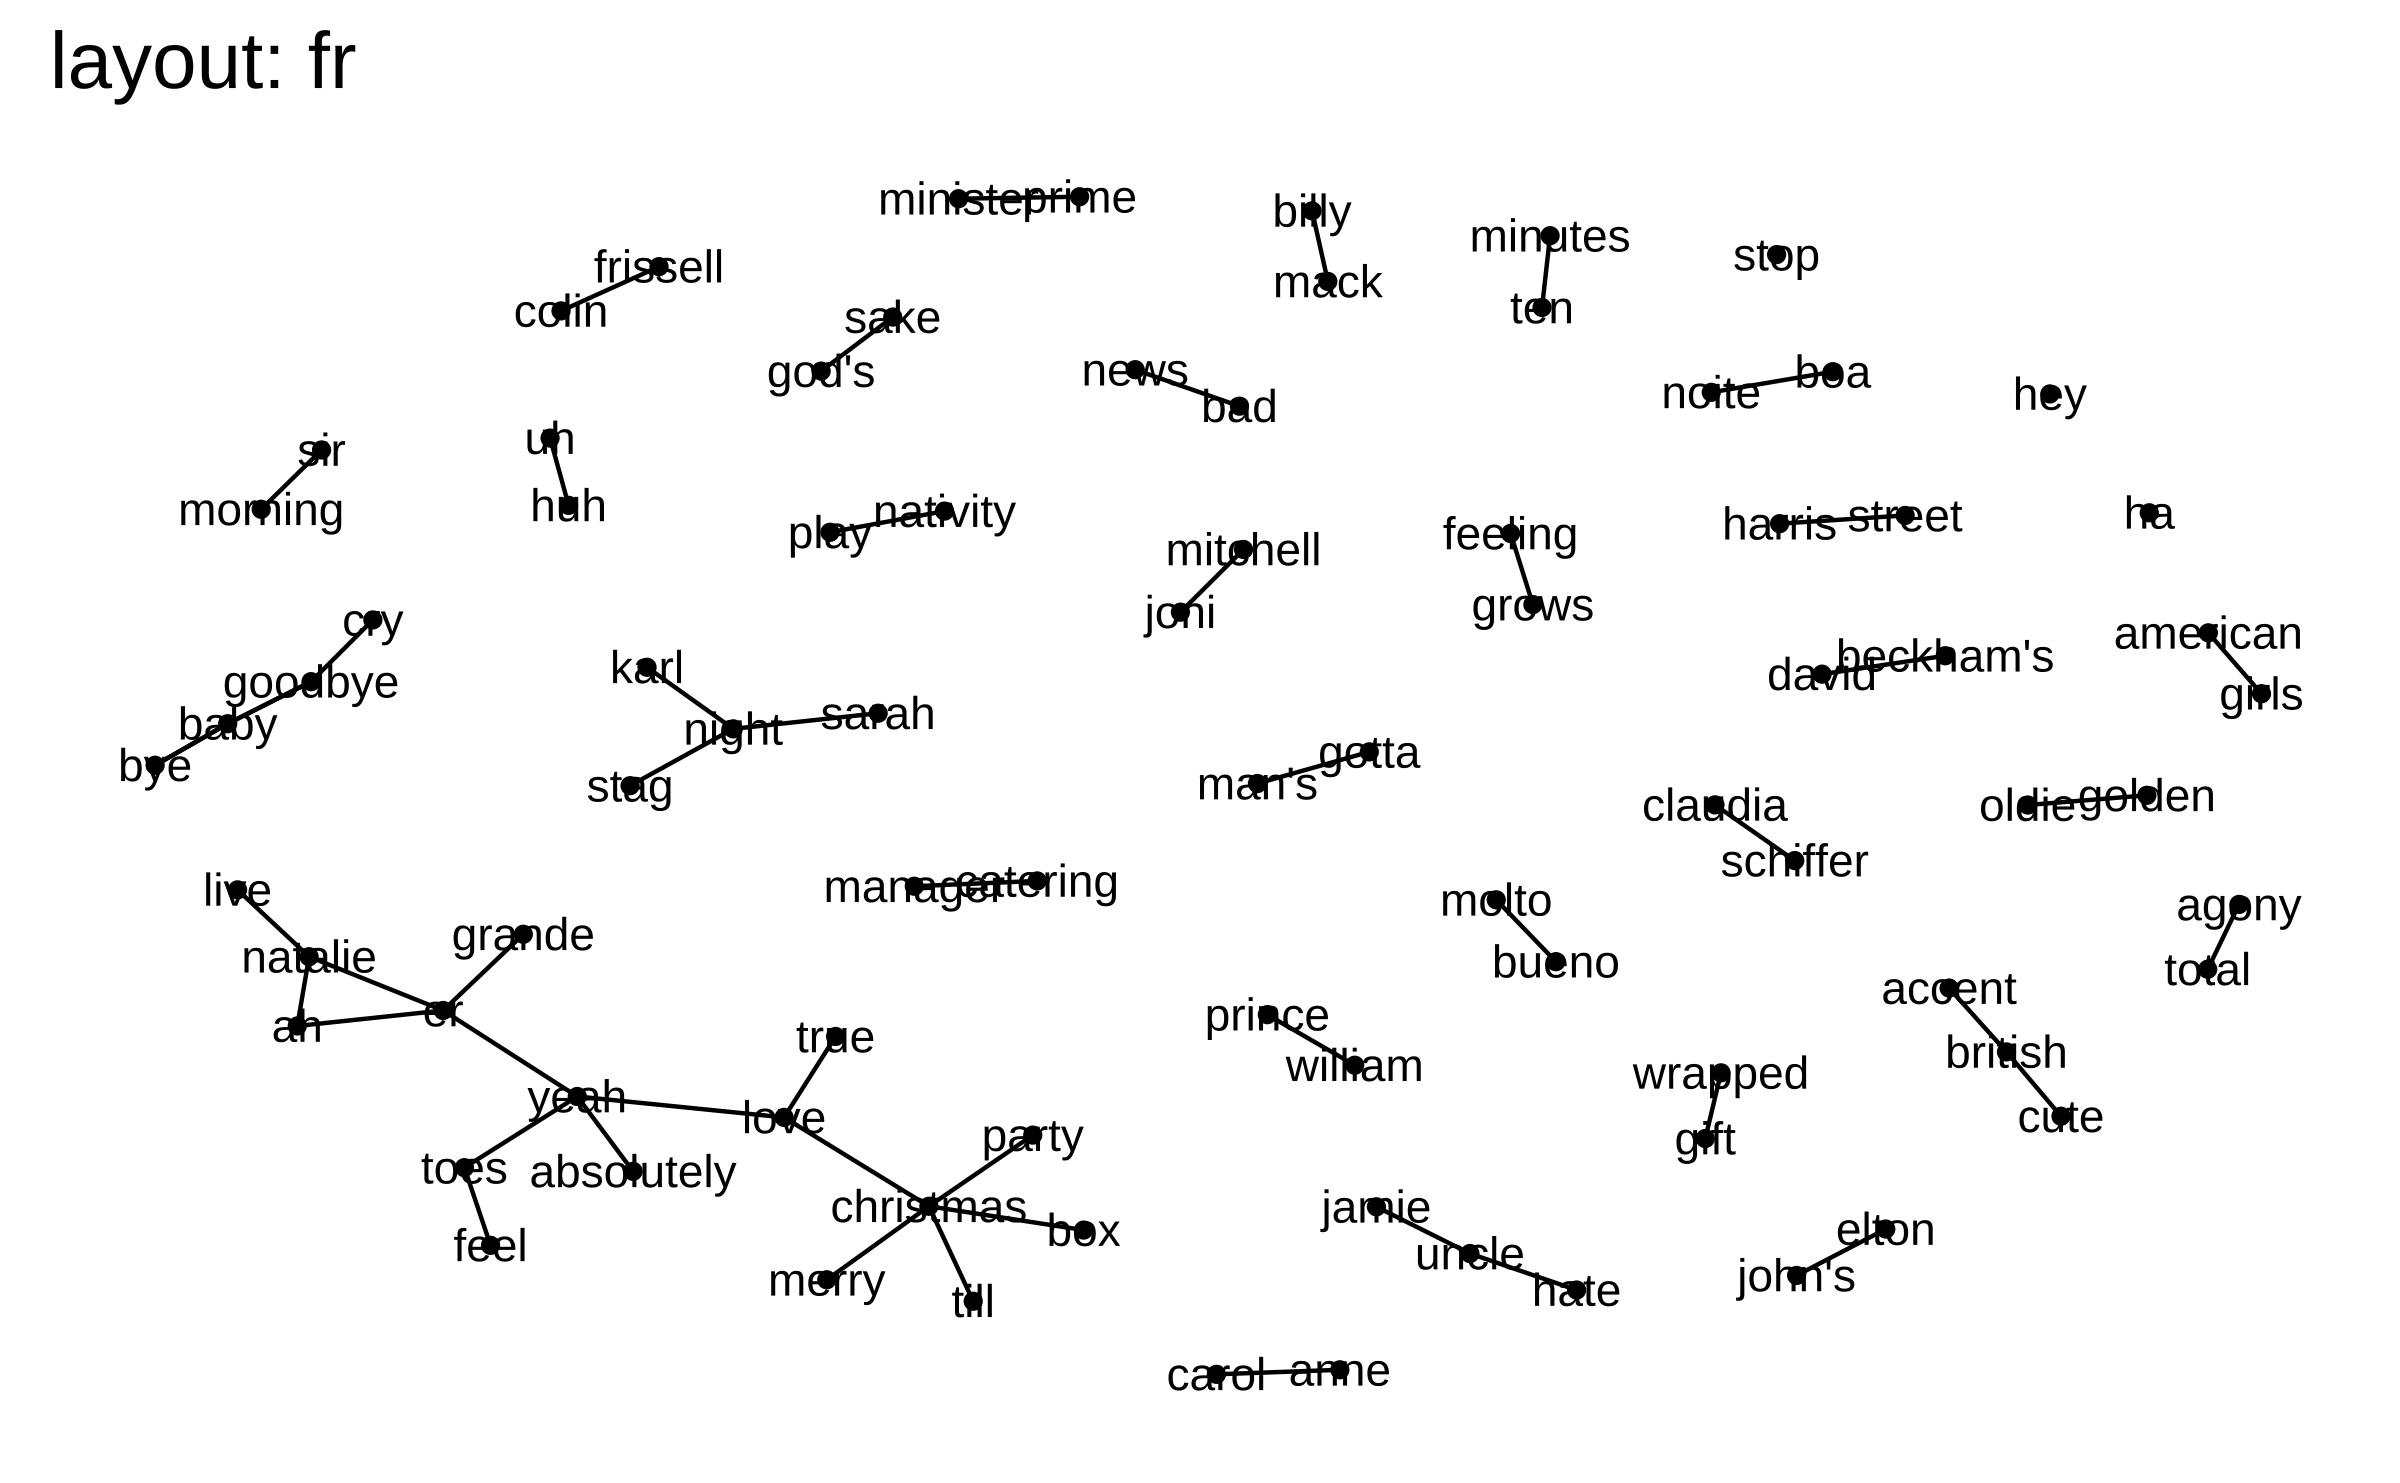 layout: fr
minister
prime
billy
minutes
stop
frissell
colin
mack
ten
sake
god's
news
bad
noite
boa
hey
sir
morning
uh
huh
play
nativity
mitchell
joni
feeling
grows
harris
street
ha
cry
goodbye
baby
bye
karl
night
sarah
stag
david
beckham's
american
girls
man's
gotta
claudia
schiffer
oldie
golden
live
natalie
ah
er
grande
manager
catering
molto
bueno
agony
total
prince
william
accent
british
cute
true
yeah
love
toes
absolutely
feel
party
christmas
box
merry
till
wrapped
gift
jamie
uncle
hate
elton
john's
carol
anne